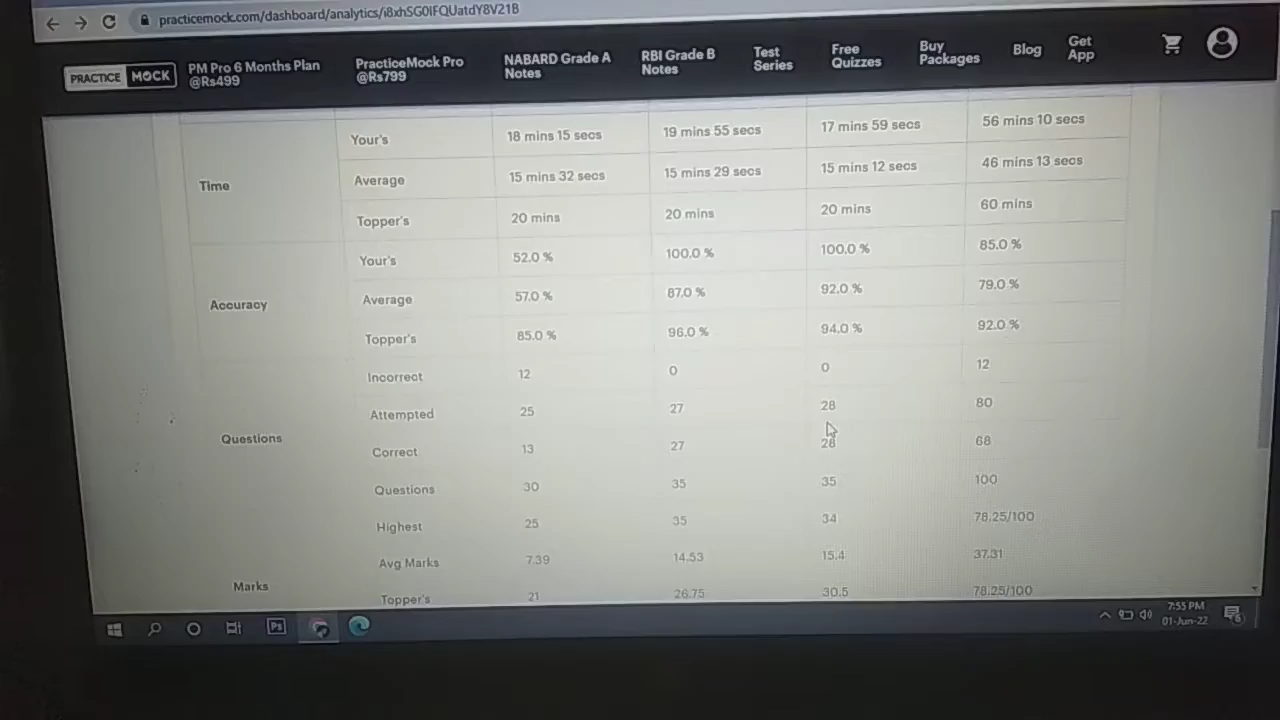 practicemock.com/dashboard/analytics/i8xhSG0IFQUatdY8V21B
PRACTICE MOCK
PM Pro 6 Months Plan @Rs499
PracticeMock Pro @Rs799
NABARD Grade A Notes
RBI Grade B Notes
Test Series
Free Quizzes
Buy Packages
Blog
Get App
Time
Your's 18 mins 15 secs 19 mins 55 secs 17 mins 59 secs 56 mins 10 secs
Average 15 mins 32 secs 15 mins 29 secs 15 mins 12 secs 46 mins 13 secs
Topper's 20 mins 20 mins 20 mins 60 mins
Accuracy
Your's 52.0 % 100.0 % 100.0 % 85.0 %
Average 57.0 % 87.0 % 92.0 % 79.0 %
Topper's 85.0 % 96.0 % 94.0 % 92.0 %
Questions
Incorrect 12 0 0 12
Attempted 25 27 28 80
Correct 13 27 28 68
Questions 30 35 35 100
Marks
Highest 25 35 34 78.25/100
Avg Marks 7.39 14.53 15.4 37.31
Topper's 21 26.75 30.5 78.25/100
Ps
7:55 PM
01-Jun-22
6